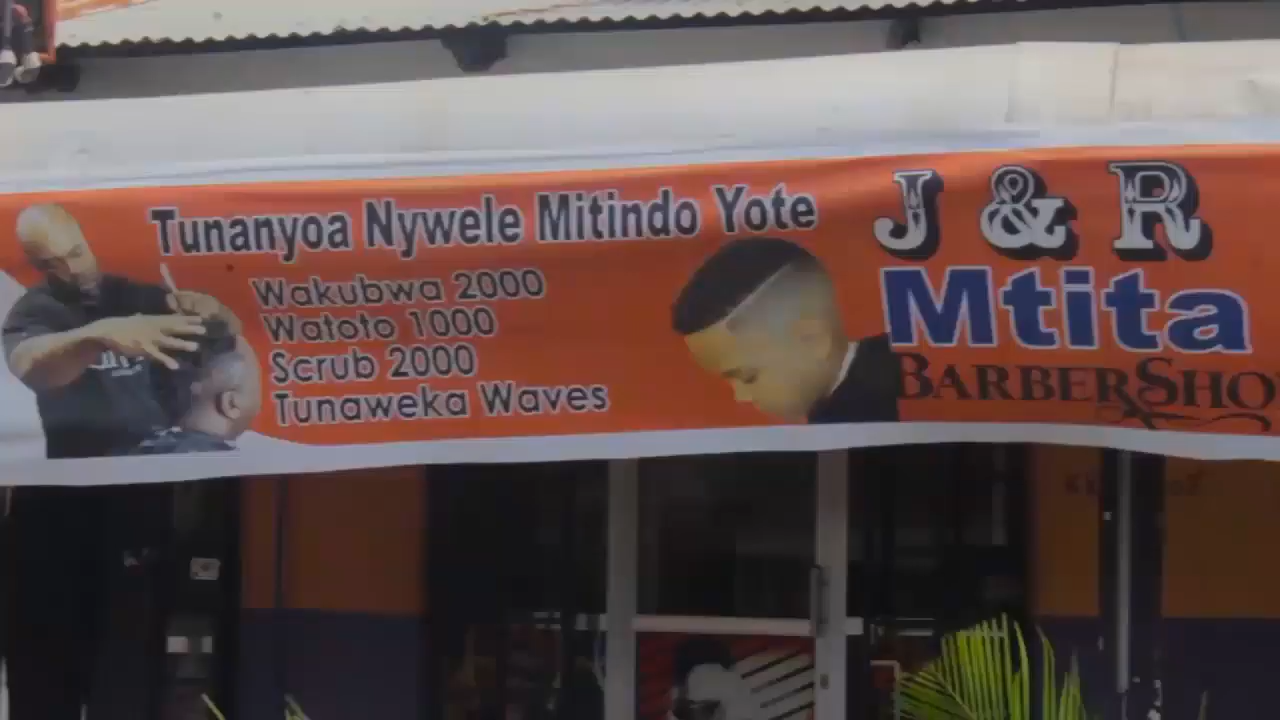 Tunanyoa Nywele Mitindo Yote
Wakubwa 2000
Watoto 1000
Scrub 2000
Tunaweka Waves
J & R
Mtita
BARBERSHO